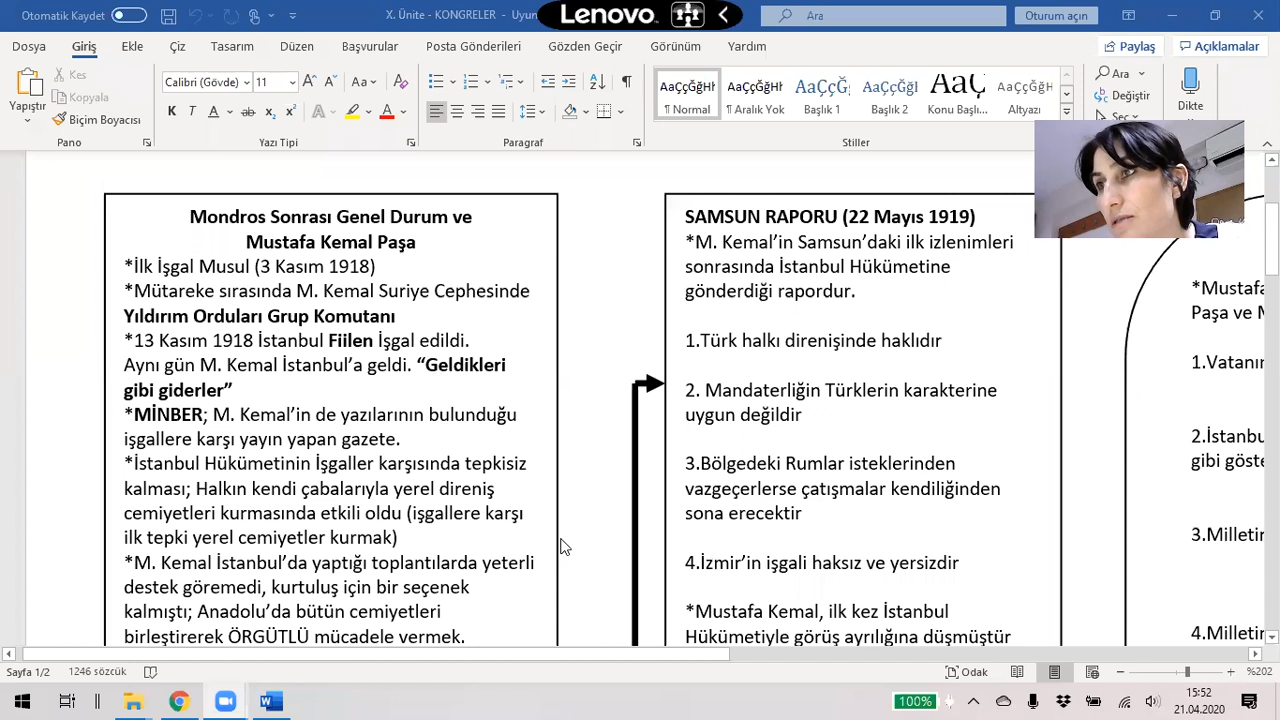 Otomatik Kaydet
X. Ünite - KONGRELER - Uyun
Lenovo
Ara
Oturum açın
Dosya
Giriş
Ekle
Çiz
Tasarım
Düzen
Başvurular
Posta Gönderileri
Gözden Geçir
Görünüm
Yardım
Paylaş
Açıklamalar
Yapıştır
Kes
Kopyala
Biçim Boyacısı
Calibri (Gövde)
11
AaÇçĞğHł
¶ Normal
AaÇçĞğHł
¶ Aralık Yok
AaÇçĞğ
Başlık 1
AaÇçĞğł
Başlık 2
AaÇ
Konu Başlı...
AaÇçĞğH
Altyazı
Ara
Değiştir
Seç
Dikte
Pano
Yazı Tipi
Paragraf
Stiller
Mondros Sonrası Genel Durum ve
Mustafa Kemal Paşa
*İlk İşgal Musul (3 Kasım 1918)
*Mütareke sırasında M. Kemal Suriye Cephesinde
Yıldırım Orduları Grup Komutanı
*13 Kasım 1918 İstanbul Fiilen İşgal edildi.
Aynı gün M. Kemal İstanbul’a geldi. “Geldikleri
gibi giderler”
*MİNBER; M. Kemal’in de yazılarının bulunduğu
işgallere karşı yayın yapan gazete.
*İstanbul Hükümetinin İşgaller karşısında tepkisiz
kalması; Halkın kendi çabalarıyla yerel direniş
cemiyetleri kurmasında etkili oldu (işgallere karşı
ilk tepki yerel cemiyetler kurmak)
*M. Kemal İstanbul’da yaptığı toplantılarda yeterli
destek göremedi, kurtuluş için bir seçenek
kalmıştı; Anadolu’da bütün cemiyetleri
birleştirerek ÖRGÜTLÜ mücadele vermek.
SAMSUN RAPORU (22 Mayıs 1919)
*M. Kemal’in Samsun’daki ilk izlenimleri
sonrasında İstanbul Hükümetine
gönderdiği rapordur.
1.Türk halkı direnişinde haklıdır
2. Mandaterliğin Türklerin karakterine
uygun değildir
3.Bölgedeki Rumlar isteklerinden
vazgeçerlerse çatışmalar kendiliğinden
sona erecektir
4.İzmir’in işgali haksız ve yersizdir
*Mustafa Kemal, ilk kez İstanbul
Hükümetiyle görüş ayrılığına düşmüştür
*Mustafa
Paşa ve M
1.Vatanır
2.İstanbu
gibi göste
3.Milletir
4.Milletir
Sayfa 1/2
1246 sözcük
Odak
%202
100%
15:52
21.04.2020